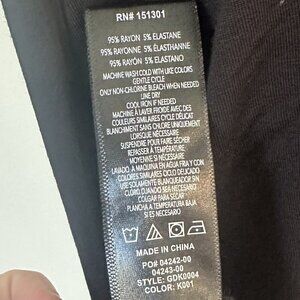 RN# 151301
95% RAYON 5% ELASTANE
95% RAYONNE 5% ELASTHANNE
95% RAYÓN 5% ELASTANO
MACHINE WASH COLD WITH LIKE COLORS
GENTLE CYCLE
ONLY NON-CHLORINE BLEACH WHEN NEEDED
LINE DRY
COOL IRON IF NEEDED
MACHINE À LAVER FROIDE AVEC DES
COULEURS SIMILAIRES CYCLE DÉLICAT
BLANCHIMENT SANS CHLORE UNIQUEMENT
LORSQUE NÉCESSAIRE
SUSPENDRE POUR FAIRE SÉCHER
REPASSER À TEMPÉRATURE
MOYENNE SI NÉCESSAIRE
LAVADO A MAQUINA EN AGUA FRIA Y CON
COLORES SIMILARES CICLO DELICADO
USE SOLAMENTE BLANQUEADOR SIN
CLORO CUANDO SEA NECESARIO
COLGAR PARA SECAR
PLANCHA A TEMPERATURA BAJA
SI ES NECESARIO
MADE IN CHINA
PO# 04242-00
04243-00
STYLE: GDK0004
COLOR: K001